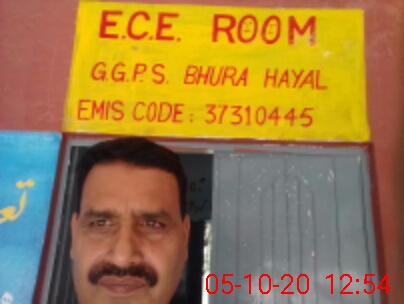 E.C.E. ROOM
G.G.P.S. BHURA HAYAL
EMIS CODE: 37310445
05-10-20 12:54